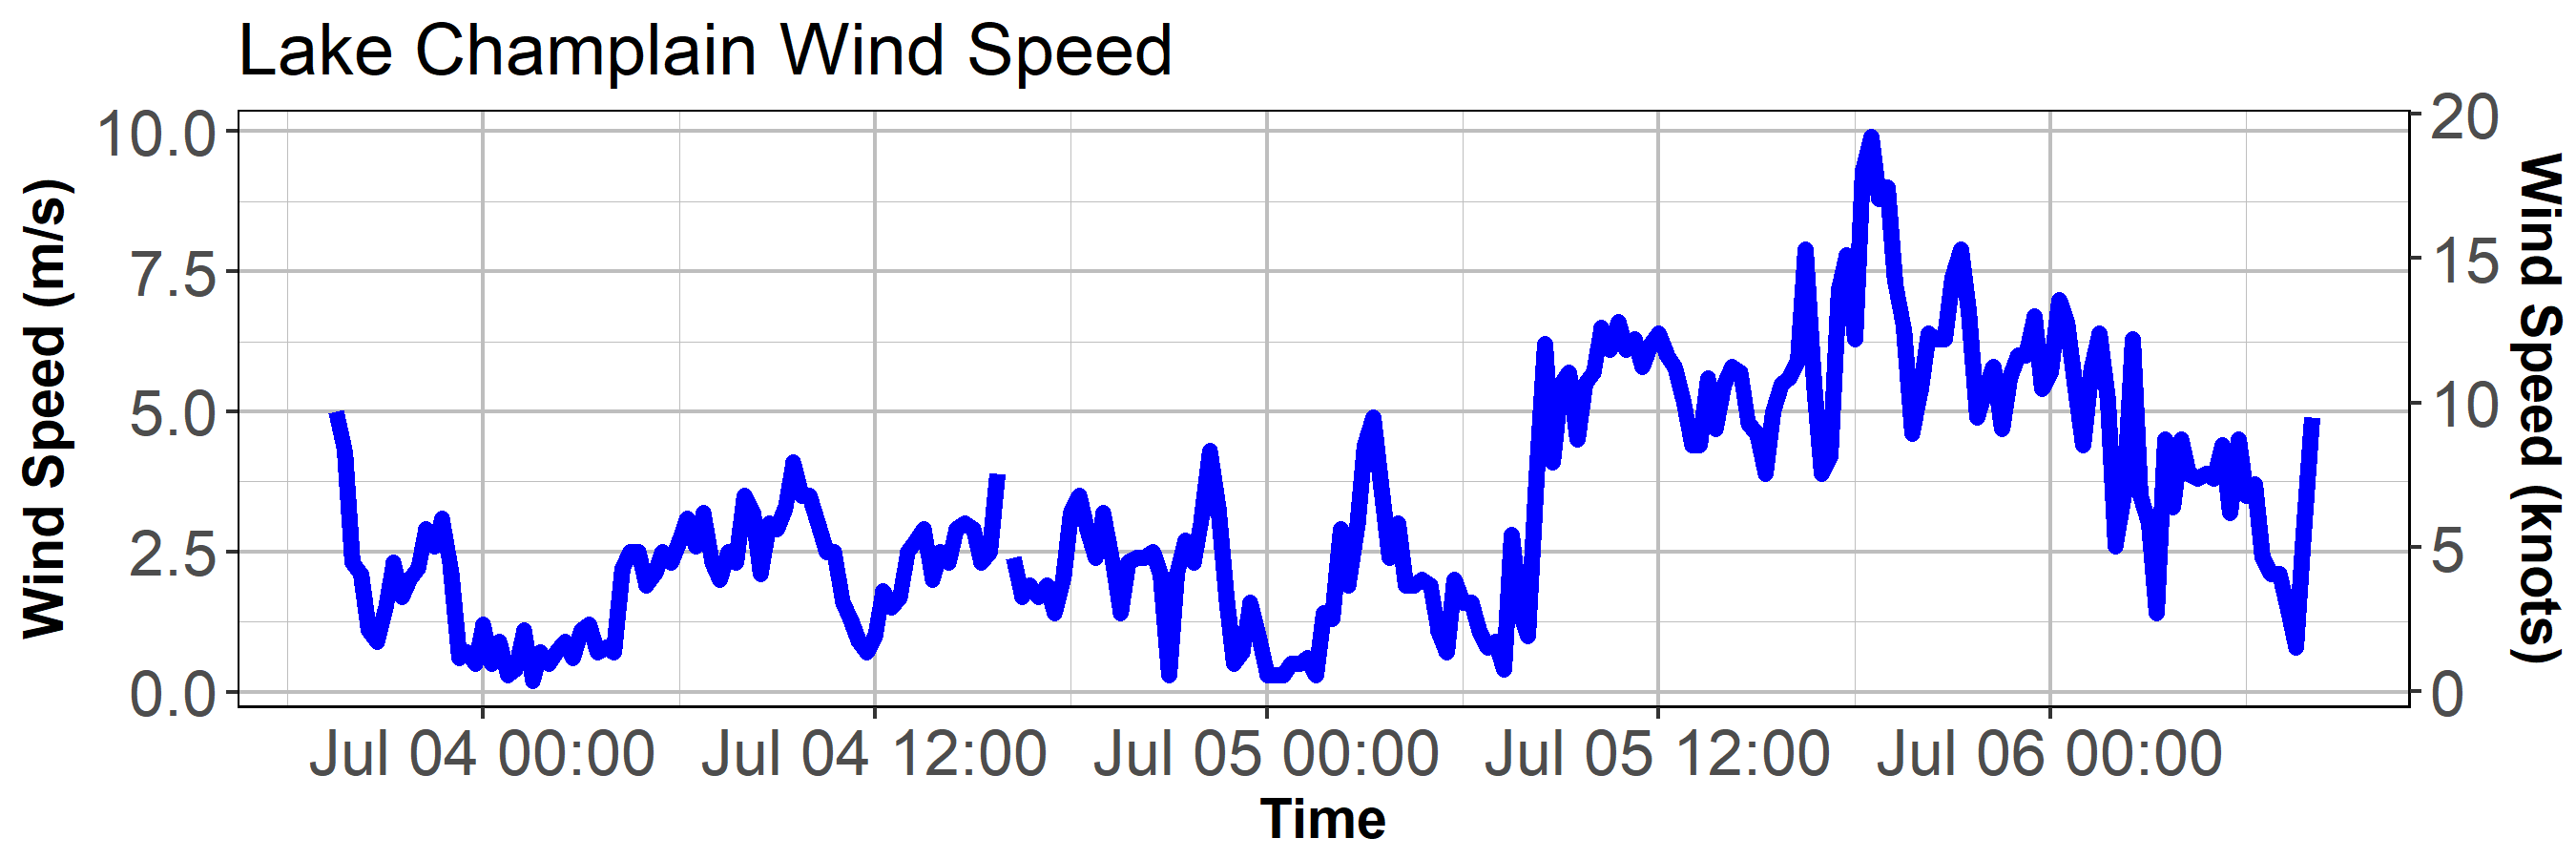 Lake Champlain Wind Speed
Wind Speed (m/s)
10.0
7.5
5.0
2.5
0.0
20
15
10
5
0
Wind Speed (knots)
Jul 04 00:00
Jul 04 12:00
Jul 05 00:00
Jul 05 12:00
Jul 06 00:00
Time